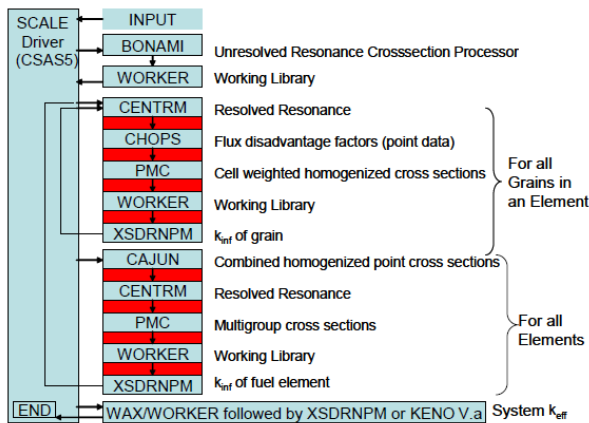 SCALE
Driver
(CSAS5)
INPUT
BONAMI
Unresolved Resonance Crosssection Processor
WORKER
Working Library
CENTRM
Resolved Resonance
CHOPS
Flux disadvantage factors (point data)
PMC
Cell weighted homogenized cross sections
WORKER
Working Library
XSDRNPM
kinf of grain
For all
Grains in
an Element
CAJUN
Combined homogenized point cross sections
CENTRM
Resolved Resonance
PMC
Multigroup cross sections
WORKER
Working Library
XSDRNPM
kinf of fuel element
For all
Elements
END
WAX/WORKER followed by XSDRNPM or KENO V.a
System keff